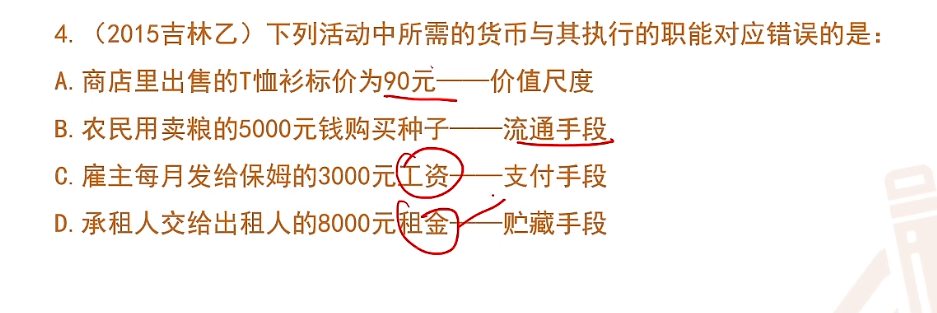 4. （2015吉林乙）下列活动中所需的货币与其执行的职能对应错误的是：
A. 商店里出售的T恤衫标价为90元——价值尺度
B. 农民用卖粮的5000元钱购买种子——流通手段
C. 雇主每月发给保姆的3000元工资——支付手段
D. 承租人交给出租人的8000元租金——贮藏手段